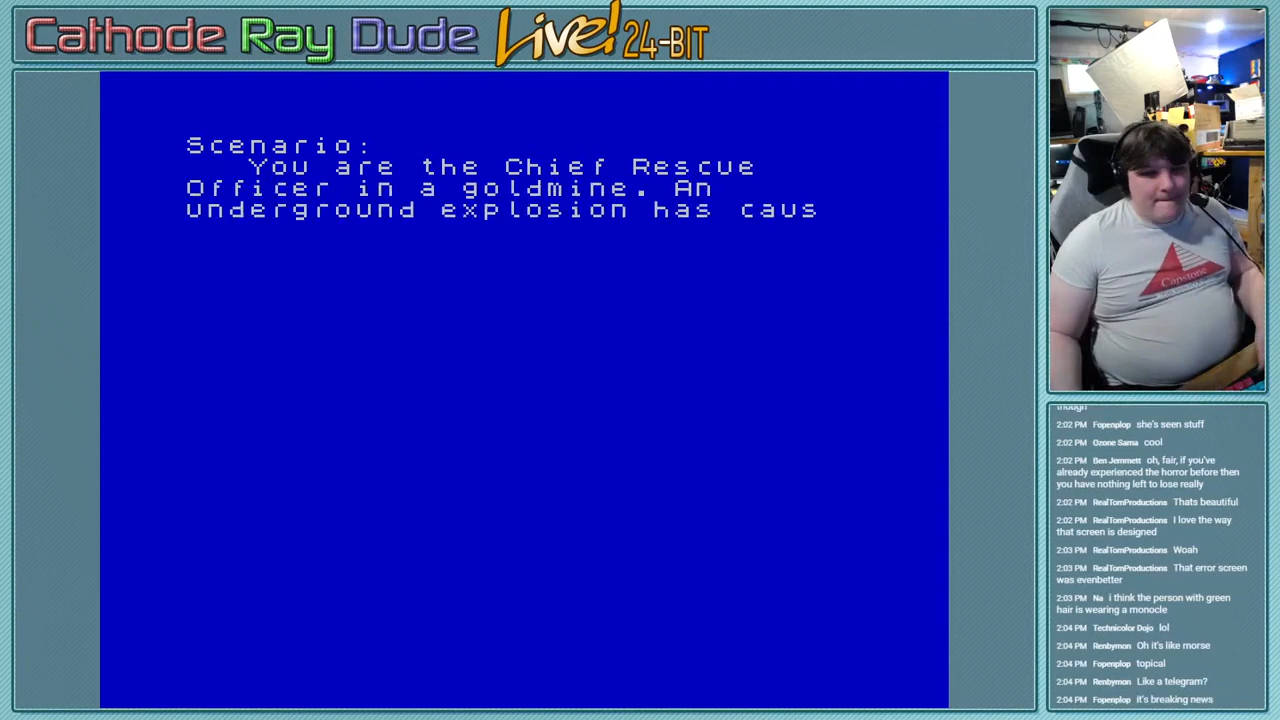 Cathode Ray Dude Live! 24-BIT
Scenario:
You are the Chief Rescue
Officer in a goldmine. An
underground explosion has caus
Capstone
though
2:02 PM Fopenplop she's seen stuff
2:02 PM Ozone Sama cool
2:02 PM Ben Jemmett oh, fair, if you've
already experienced the horror before then
you have nothing left to lose really
2:02 PM RealTomProductions Thats beautiful
2:02 PM RealTomProductions I love the way
that screen is designed
2:03 PM RealTomProductions Woah
2:03 PM RealTomProductions That error screen
was evenbetter
2:03 PM Na i think the person with green
hair is wearing a monocle
2:04 PM Technicolor Dojo lol
2:04 PM Renbymon Oh it's like morse
2:04 PM Fopenplop topical
2:04 PM Renbymon Like a telegram?
2:04 PM Fopenplop it's breaking news